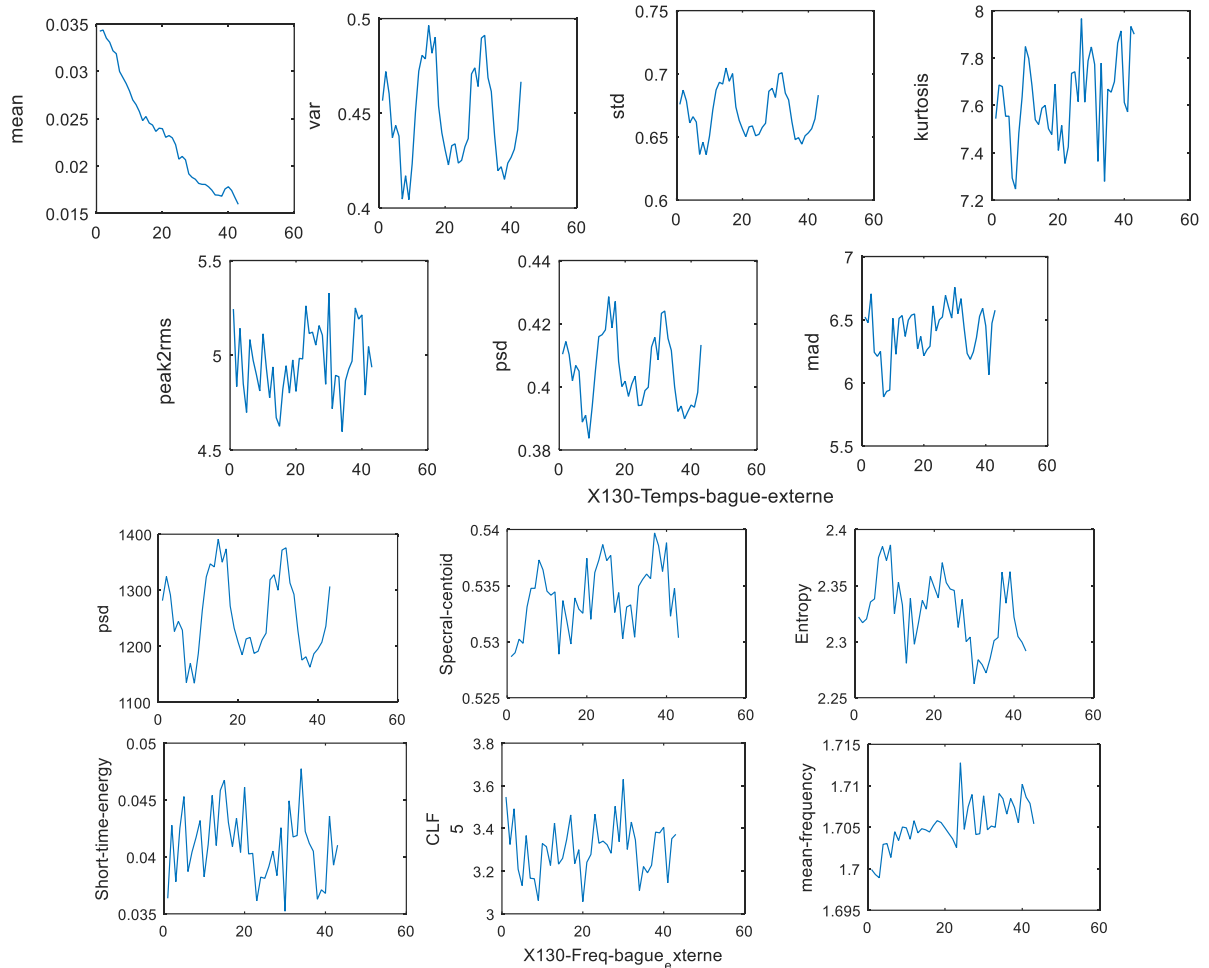 mean
0.035
0.03
0.025
0.02
0.015
0 20 40 60
var
0.5
0.45
0.4
0 20 40 60
std
0.75
0.7
0.65
0.6
0 20 40 60
kurtosis
8
7.8
7.6
7.4
7.2
0 20 40 60
peak2rms
5.5
5
4.5
0 20 40 60
psd
0.44
0.42
0.4
0.38
0 20 40 60
mad
7
6.5
6
5.5
0 20 40 60
X130-Temps-bague-externe
psd
1400
1300
1200
1100
0 20 40 60
Specral-centoid
0.54
0.535
0.53
0.525
0 20 40 60
Entropy
2.4
2.35
2.3
2.25
0 20 40 60
Short-time-energy
0.05
0.045
0.04
0.035
0 20 40 60
CLF
5
3.8
3.6
3.4
3.2
3
0 20 40 60
mean-frequency
1.715
1.71
1.705
1.7
1.695
0 20 40 60
X130-Freq-bague_externe